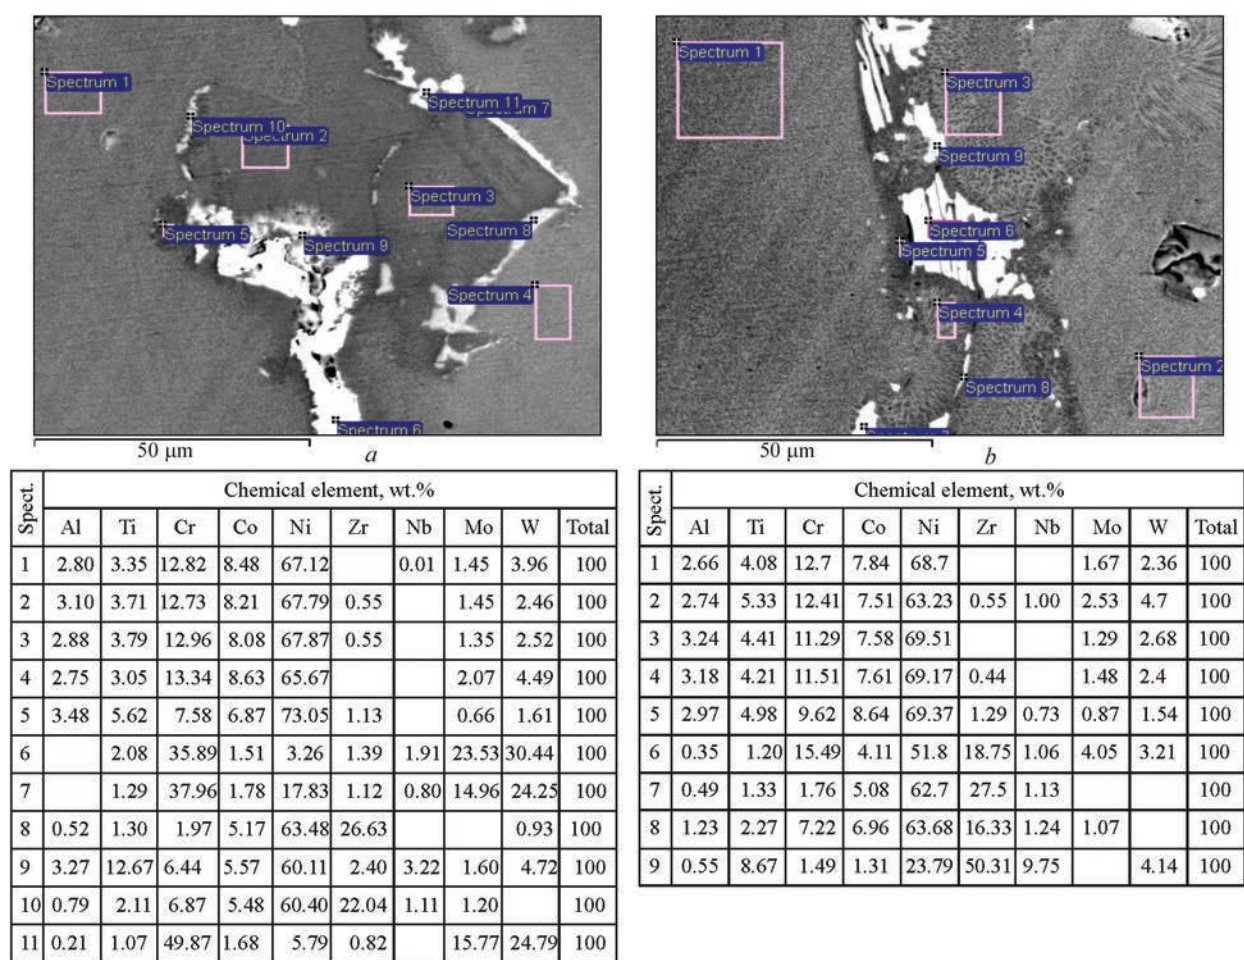 Spectrum 1
Spectrum 11
Spectrum 7
Spectrum 10
Spectrum 2
Spectrum 3
Spectrum 5
Spectrum 8
Spectrum 9
Spectrum 4
Spectrum 6
50 μm
a
Spectrum 1
Spectrum 3
Spectrum 9
Spectrum 6
Spectrum 5
Spectrum 4
Spectrum 2
Spectrum 8
50 μm
b
Spect. Chemical element, wt.%
Al Ti Cr Co Ni Zr Nb Mo W Total
1 2.80 3.35 12.82 8.48 67.12 0.01 1.45 3.96 100
2 3.10 3.71 12.73 8.21 67.79 0.55 1.45 2.46 100
3 2.88 3.79 12.96 8.08 67.87 0.55 1.35 2.52 100
4 2.75 3.05 13.34 8.63 65.67 2.07 4.49 100
5 3.48 5.62 7.58 6.87 73.05 1.13 0.66 1.61 100
6 2.08 35.89 1.51 3.26 1.39 1.91 23.53 30.44 100
7 1.29 37.96 1.78 17.83 1.12 0.80 14.96 24.25 100
8 0.52 1.30 1.97 5.17 63.48 26.63 0.93 100
9 3.27 12.67 6.44 5.57 60.11 2.40 3.22 1.60 4.72 100
10 0.79 2.11 6.87 5.48 60.40 22.04 1.11 1.20 100
11 0.21 1.07 49.87 1.68 5.79 0.82 15.77 24.79 100
Spect. Chemical element, wt.%
Al Ti Cr Co Ni Zr Nb Mo W Total
1 2.66 4.08 12.7 7.84 68.7 1.67 2.36 100
2 2.74 5.33 12.41 7.51 63.23 0.55 1.00 2.53 4.7 100
3 3.24 4.41 11.29 7.58 69.51 1.29 2.68 100
4 3.18 4.21 11.51 7.61 69.17 0.44 1.48 2.4 100
5 2.97 4.98 9.62 8.64 69.37 1.29 0.73 0.87 1.54 100
6 0.35 1.20 15.49 4.11 51.8 18.75 1.06 4.05 3.21 100
7 0.49 1.33 1.76 5.08 62.7 27.5 1.13 100
8 1.23 2.27 7.22 6.96 63.68 16.33 1.24 1.07 100
9 0.55 8.67 1.49 1.31 23.79 50.31 9.75 4.14 100